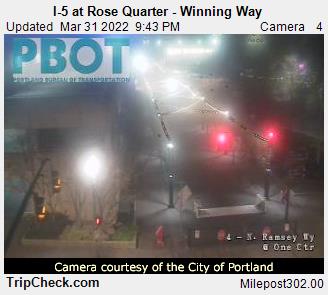 I-5 at Rose Quarter - Winning Way
Updated Mar 31 2022 9:43 PM Camera 4
PBOT
PORTLAND BUREAU OF TRANSPORTATION
4 - N. Ramsey Wy
@ One Ctr
Camera courtesy of the City of Portland
TripCheck.com Milepost302.00